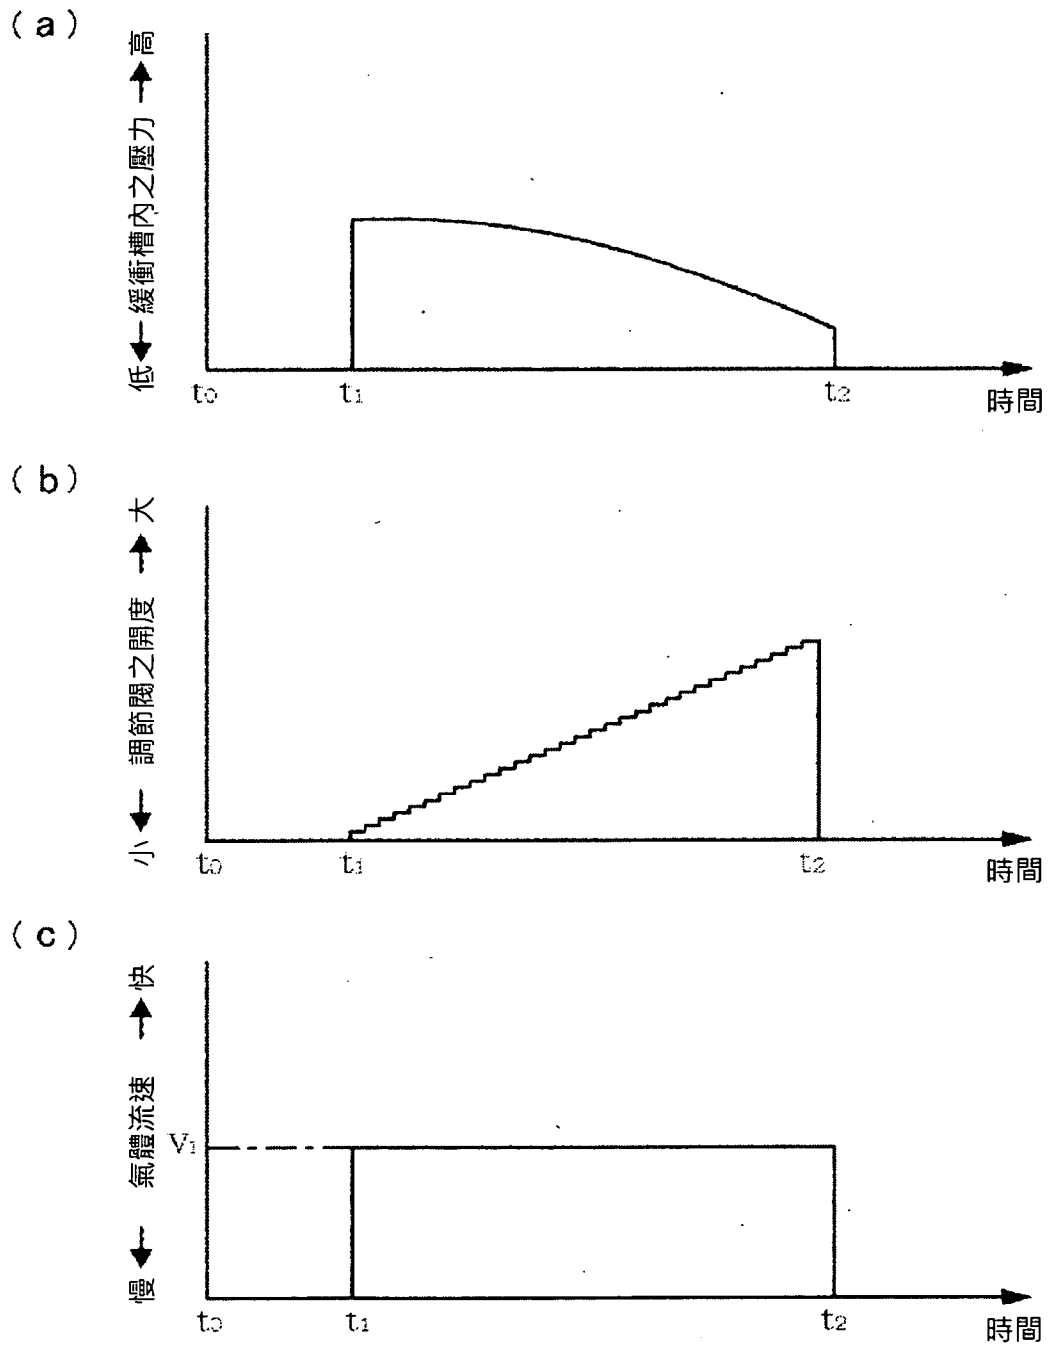 (a)
低←緩衝槽內之壓力→高
t0 t1 t2
時間
(b)
小← 調節閥之開度 →大
t0 t1 t2
時間
(c)
慢← 氣體流速 →快
V1
t0 t1 t2
時間